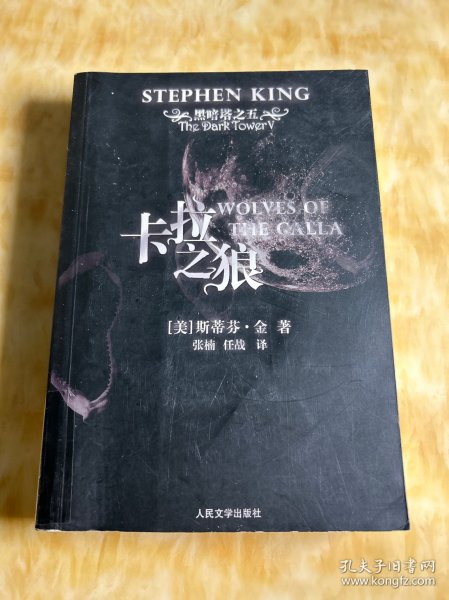 STEPHEN KING
黑暗塔之五
The Dark Tower V
WOLVES OF
THE CALLA
卡拉之狼
[美]斯蒂芬·金 著
张楠 任战 译
人民文学出版社
孔夫子旧书网
www.kongfz.com